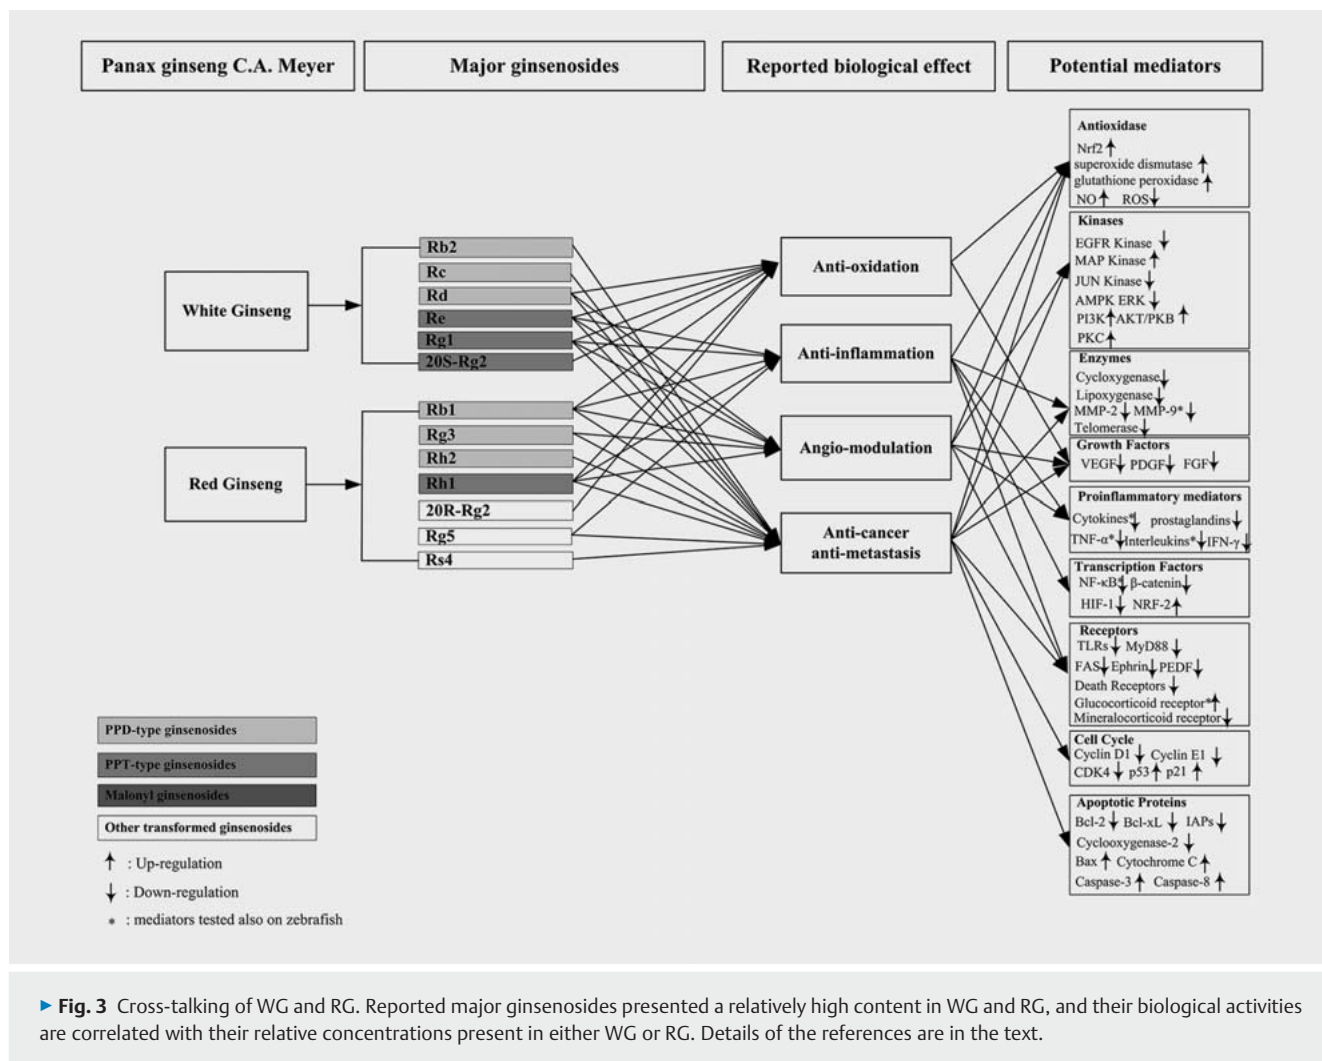 Panax ginseng C.A. Meyer
Major ginsenosides
Reported biological effect
Potential mediators
White Ginseng
Red Ginseng
Rb2
Rc
Rd
Re
Rg1
20S-Rg2
Rb1
Rg3
Rh2
Rh1
20R-Rg2
Rg5
Rs4
Anti-oxidation
Anti-inflammation
Angio-modulation
Anti-cancer
anti-metastasis
Antioxidase
Nrf2 ↑
superoxide dismutase ↑
glutathione peroxidase ↑
NO ↑ ROS ↓
Kinases
EGFR Kinase ↓
MAP Kinase ↑
JUN Kinase ↓
AMPK ERK ↓
PI3K ↑ AKT/PKB ↑
PKC ↑
Enzymes
Cycloxygenase ↓
Lipoxygenase ↓
MMP-2 ↓ MMP-9* ↓
Telomerase ↓
Growth Factors
VEGF ↓ PDGF ↓ FGF ↓
Proinflammatory mediators
Cytokines* ↓ prostaglandins ↓
TNF-α* ↓ Interleukins* ↓ IFN-γ ↓
Transcription Factors
NF-κB* ↓ β-catenin ↓
HIF-1 ↓ NRF-2 ↑
Receptors
TLRs ↓ MyD88 ↓
FAS ↓ Ephrin ↓ PEDF ↓
Death Receptors ↓
Glucocorticoid receptor* ↑
Mineralocorticoid receptor ↓
Cell Cycle
Cyclin D1 ↓ Cyclin E1 ↓
CDK4 ↓ p53 ↑ p21 ↑
Apoptotic Proteins
Bcl-2 ↓ Bcl-xL ↓ IAPs ↓
Cyclooxygenase-2 ↓
Bax ↑ Cytochrome C ↑
Caspase-3 ↑ Caspase-8 ↑
PPD-type ginsenosides
PPT-type ginsenosides
Malonyl ginsenosides
Other transformed ginsenosides
↑ : Up-regulation
↓ : Down-regulation
* : mediators tested also on zebrafish
► Fig. 3 Cross-talking of WG and RG. Reported major ginsenosides presented a relatively high content in WG and RG, and their biological activities
are correlated with their relative concentrations present in either WG or RG. Details of the references are in the text.